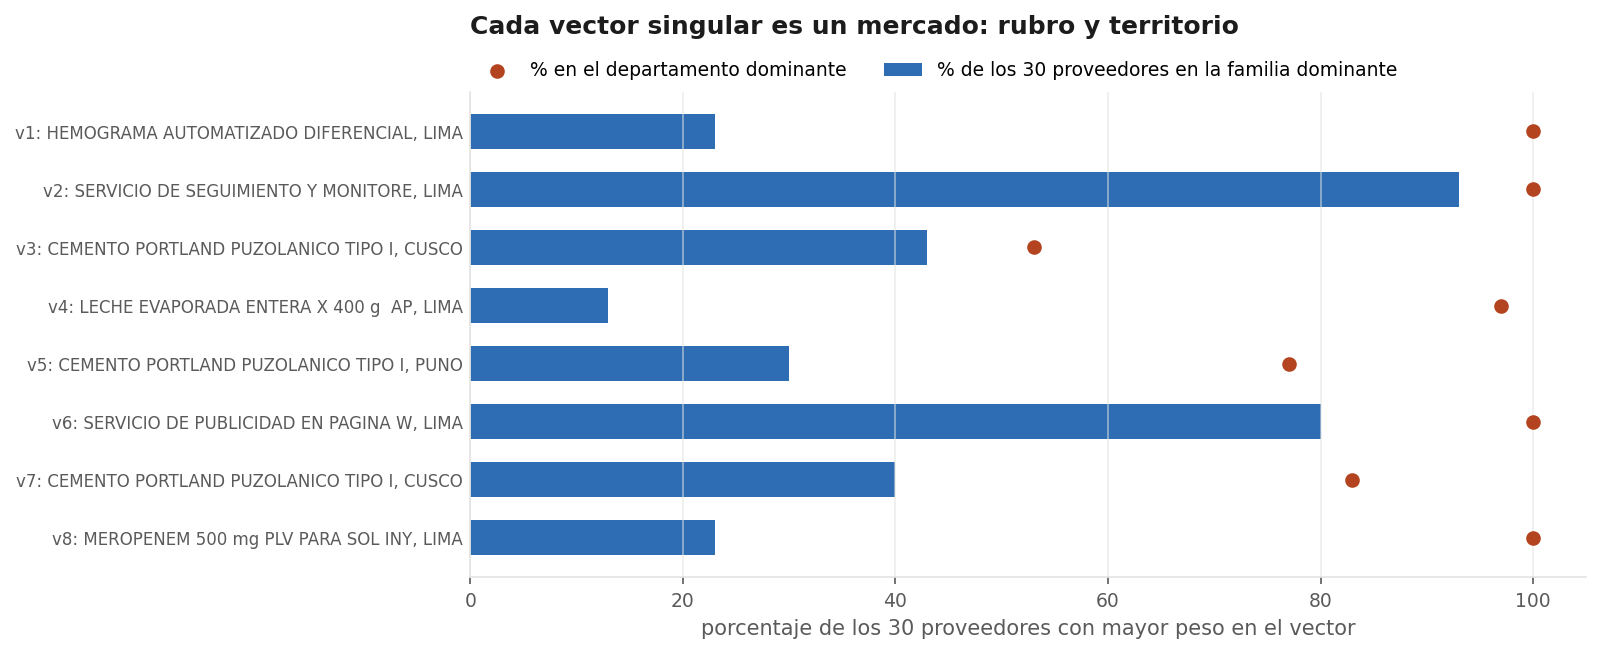 Cada vector singular es un mercado: rubro y territorio
% en el departamento dominante
% de los 30 proveedores en la familia dominante
v1: HEMOGRAMA AUTOMATIZADO DIFERENCIAL, LIMA
v2: SERVICIO DE SEGUIMIENTO Y MONITORE, LIMA
v3: CEMENTO PORTLAND PUZOLANICO TIPO I, CUSCO
v4: LECHE EVAPORADA ENTERA X 400 g  AP, LIMA
v5: CEMENTO PORTLAND PUZOLANICO TIPO I, PUNO
v6: SERVICIO DE PUBLICIDAD EN PAGINA W, LIMA
v7: CEMENTO PORTLAND PUZOLANICO TIPO I, CUSCO
v8: MEROPENEM 500 mg PLV PARA SOL INY, LIMA
0 20 40 60 80 100
porcentaje de los 30 proveedores con mayor peso en el vector